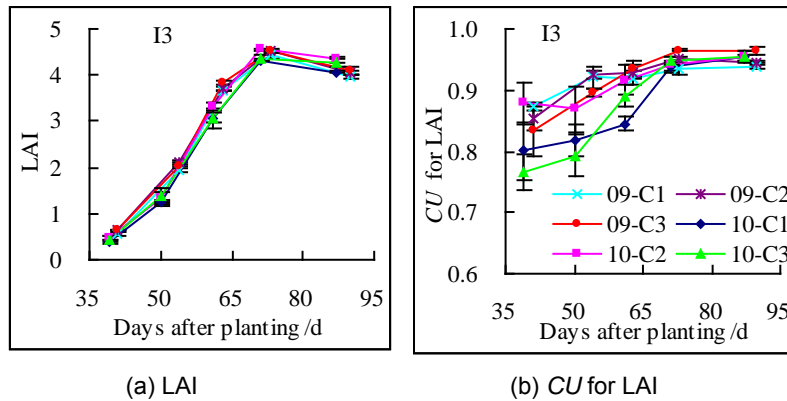 I3
5
4
3
2
1
0
LAI
35 50 65 80 95
Days after planting /d
(a) LAI
I3
1.0
0.9
0.8
0.7
0.6
CU for LAI
09-C1 09-C2
09-C3 10-C1
10-C2 10-C3
35 50 65 80 95
Days after planting /d
(b) CU for LAI